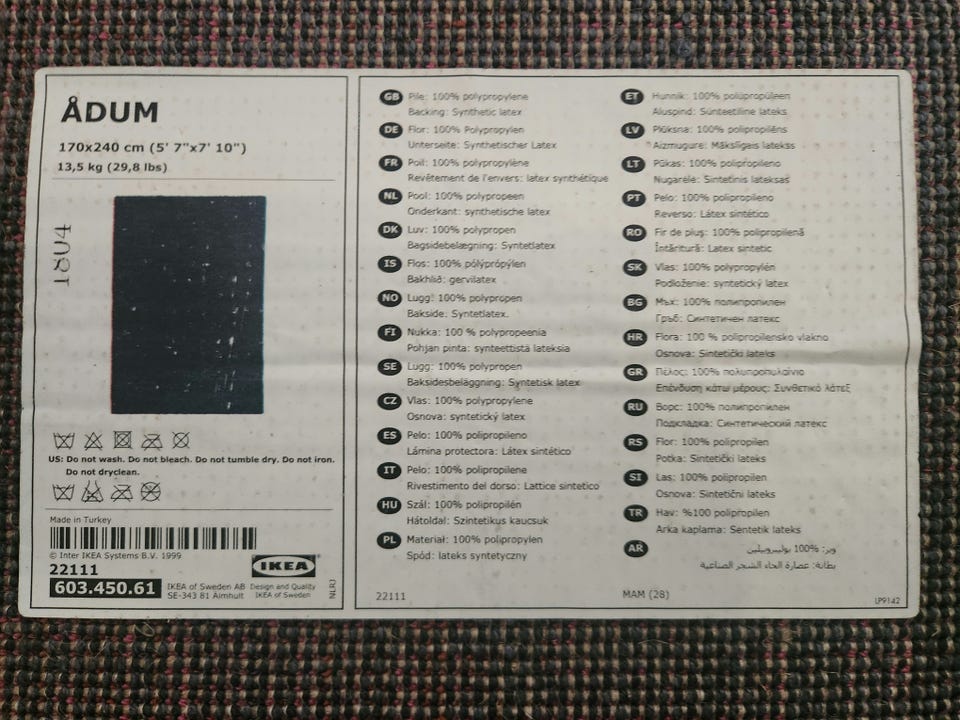 ÅDUM
170x240 cm (5' 7"x7' 10")
13,5 kg (29,8 lbs)
1804
US: Do not wash. Do not bleach. Do not tumble dry. Do not iron.
Do not dryclean.
Made in Turkey
© Inter IKEA Systems B.V. 1999
22111
603.450.61
IKEA of Sweden AB
SE-343 81 Älmhult
IKEA
Design and Quality
IKEA of Sweden
NLRJ
GB Pile: 100% polypropylene
Backing: Synthetic latex
DE Flor: 100% Polypropylen
Unterseite: Synthetischer Latex
FR Poil: 100% polypropylène
Revêtement de l'envers: latex synthétique
NL Pool: 100% polypropeen
Onderkant: synthetische latex
DK Luv: 100% polypropen
Bagsidebelægning: Syntetlatex
IS Flos: 100% pólýprópýlen
Bakhlið: gervilatex
NO Lugg: 100% polypropen
Bakside: Syntetlatex.
FI Nukka: 100 % polypropeenia
Pohjan pinta: synteettistä lateksia
SE Lugg: 100% polypropen
Baksidesbeläggning: Syntetisk latex
CZ Vlas: 100% polypropylene
Osnova: syntetický latex
ES Pelo: 100% polipropileno
Lámina protectora: Látex sintético
IT Pelo: 100% polipropilene
Rivestimento del dorso: Lattice sintetico
HU Szál: 100% polipropilén
Hátoldal: Szintetikus kaucsuk
PL Materiał: 100% polipropylen
Spód: lateks syntetyczny
22111
ET Hunnik: 100% polüpropüleen
Aluspind: Sünteetiline lateks
LV Plūksna: 100% polipropilēns
Aizmugure: Mākslīgais latekss
LT Pūkas: 100% polipropileno
Nugarėlė: Sintetinis lateksas
PT Pelo: 100% polipropileno
Reverso: Látex sintético
RO Fir de pluş: 100% polipropilenă
Întăritură: Latex sintetic
SK Vlas: 100% polypropylén
Podloženie: syntetický latex
BG Мъх: 100% полипропилен
Гръб: Синтетичен латекс
HR Flora: 100 % polipropilensko vlakno
Osnova: Sintetički lateks
GR Πέλος: 100% πολυπροπυλαίνιο
Επένδυση κάτω μέρους: Συνθετικό λάτεξ
RU Ворс: 100% полипропилен
Подкладка: Синтетический латекс
RS Flor: 100% polipropilen
Potka: Sintetički lateks
SI Las: 100% polipropilen
Osnova: Sintetični lateks
TR Hav: %100 polipropilen
Arka kaplama: Sentetik lateks
AR وبر: 100% بوليبروبيلين
بطانة: عصارة لحاء الشجر الصناعية
MAM (28)
LP9142